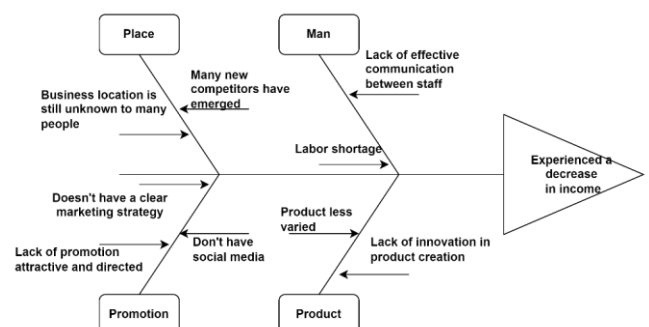 Place
Man
Many new
competitors have
emerged
Business location is
still unknown to many
people
Lack of effective
communication
between staff
Labor shortage
Experienced a
decrease
in income
Doesn't have a clear
marketing strategy
Lack of promotion
attractive and directed
Don't have
social media
Product less
varied
Lack of innovation in
product creation
Promotion
Product